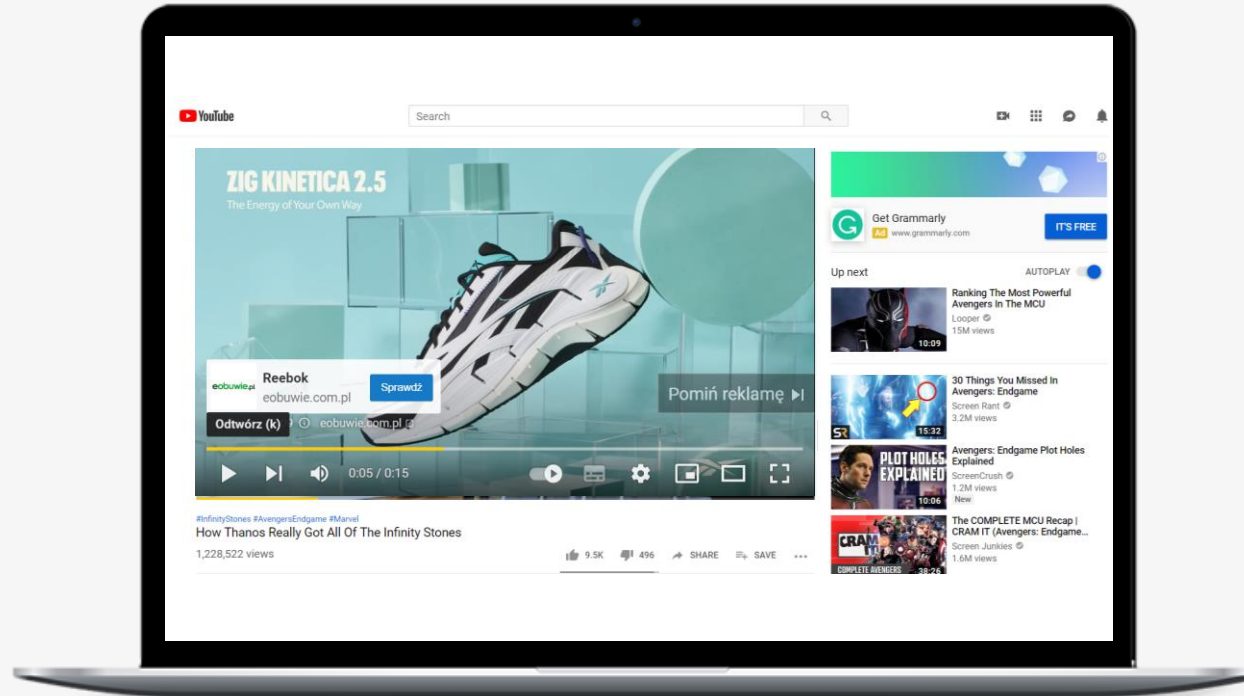 YouTube
Search
ZIG KINETICA 2.5
The Energy of Your Own Way
eobuwie.pl
Reebok
eobuwie.com.pl
Sprawdź
Pomiń reklamę
Odtwórz (k)
eobuwie.com.pl
0:05 / 0:15
#InfinityStones #AvengersEndgame #Marvel
How Thanos Really Got All Of The Infinity Stones
1,228,522 views
9.5K
496
SHARE
SAVE
Get Grammarly
Ad www.grammarly.com
IT'S FREE
Up next
AUTOPLAY
Ranking The Most Powerful
Avengers In The MCU
Looper
15M views
10:09
30 Things You Missed In
Avengers: Endgame
Screen Rant
3.2M views
SR
15:32
Avengers: Endgame Plot Holes
Explained
ScreenCrush
1.2M views
New
PLOT HOLES
EXPLAINED
10:06
The COMPLETE MCU Recap |
CRAM IT (Avengers: Endgame...
Screen Junkies
1.6M views
CRAM
IT!
COMPLETE AVENGERS
38:26